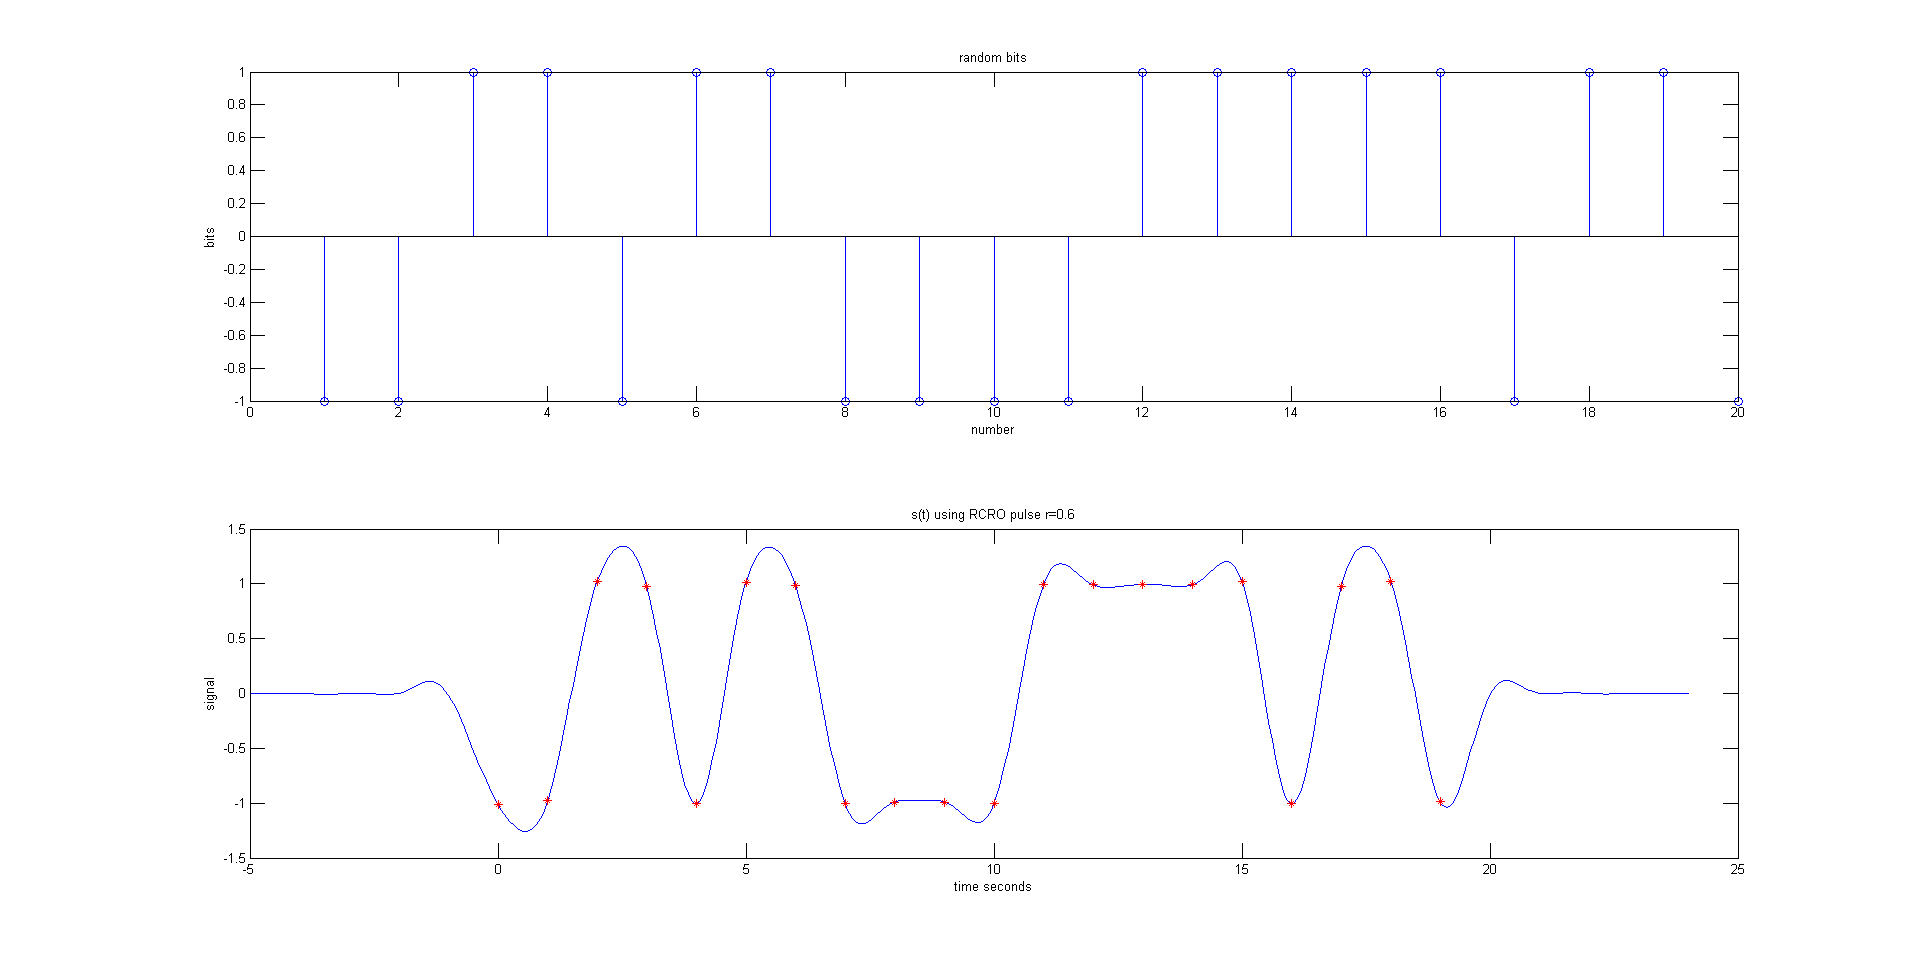 random bits
1
0.8
0.6
0.4
0.2
0
-0.2
-0.4
-0.6
-0.8
-1
bits
0 2 4 6 8 10 12 14 16 18 20
number
s(t) using RCRO pulse r=0.6
1.5
1
0.5
0
-0.5
-1
-1.5
signal
-5 0 5 10 15 20 25
time seconds